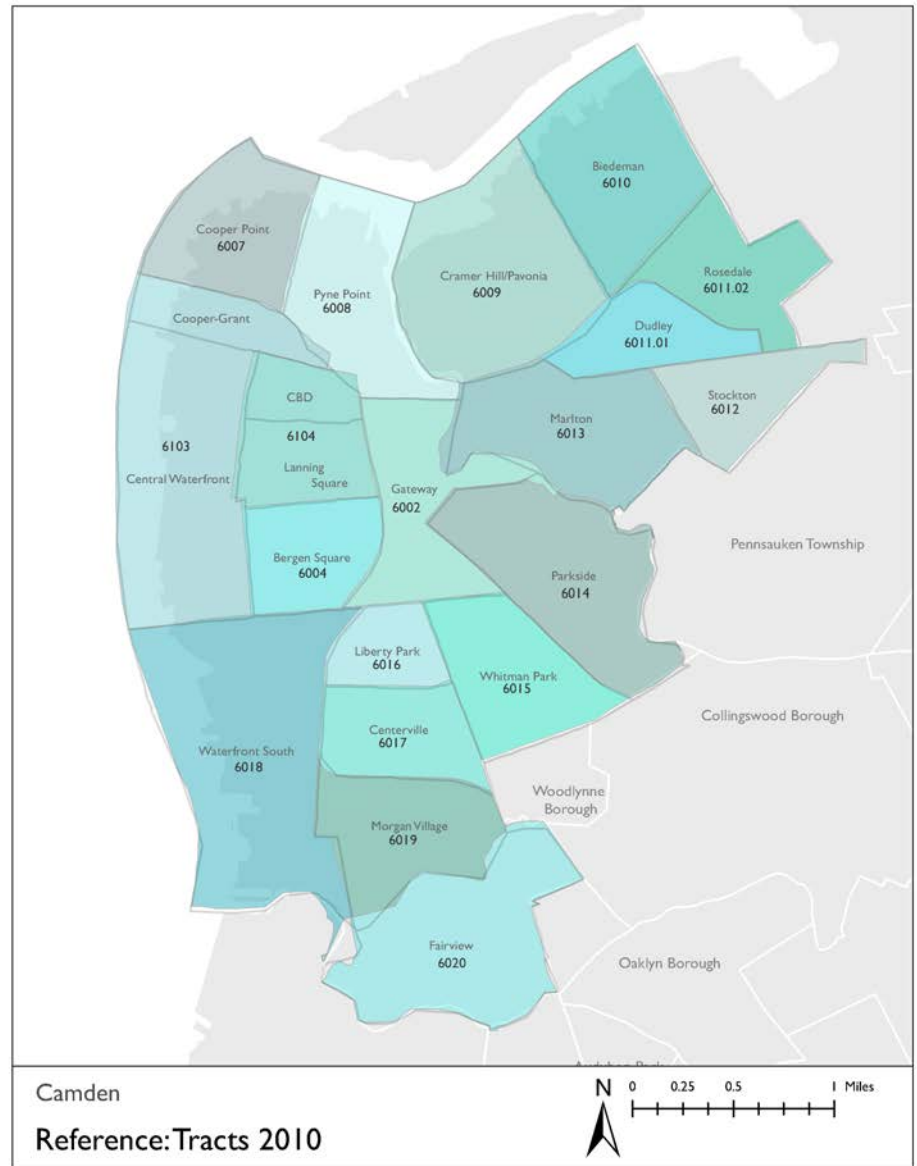 Biedeman
6010
Cooper Point
6007
Rosedale
6011.02
Cramer Hill/Pavonia
6009
Pyne Point
6008
Cooper-Grant
Dudley
6011.01
CBD
Stockton
6012
Marlton
6013
6103
Central Waterfront
6104
Lanning
Square
Gateway
6002
Bergen Square
6004
Pennsauken Township
Parkside
6014
Liberty Park
6016
Whitman Park
6015
Collingswood Borough
Centerville
6017
Waterfront South
6018
Woodlynne
Borough
Morgan Village
6019
Fairview
6020
Oaklyn Borough
Camden
Reference: Tracts 2010
N
0 0.25 0.5 1 Miles